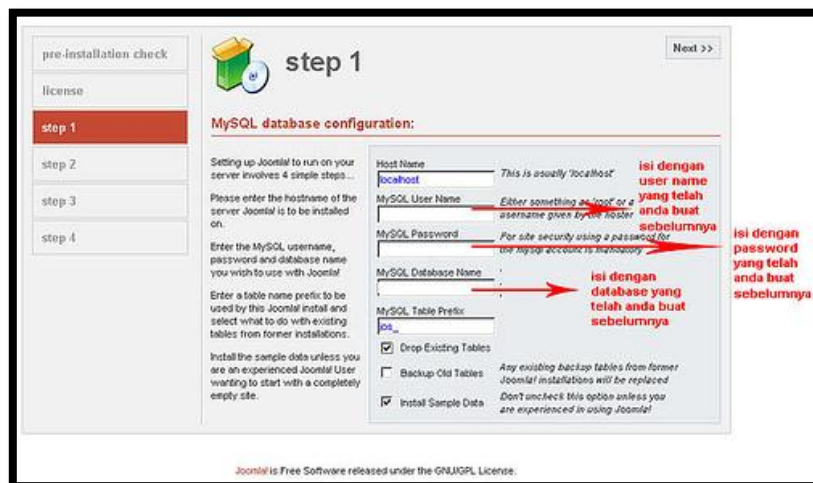 pre-installation check
license
step 1
step 2
step 3
step 4
step 1
Next >>
MySQL database configuration:
Setting up Joomla! to run on your
server involves 4 simple steps...
Please enter the hostname of the
server Joomla! is to be installed
on.
Enter the MySQL username,
password and database name
you wish to use with Joomla!
Enter a table name prefix to be
used by this Joomla! install and
select what to do with existing
tables from former installations.
Install the sample data unless you
are an experienced Joomla! User
wanting to start with a completely
empty site.
Host Name
localhost
This is usually 'localhost'
MySQL User Name
Either something as 'root' or a
username given by the hoster
isi dengan
user name
yang telah
anda buat
sebelumnya
MySQL Password
For site security using a password for
the mysql account is mandatory
isi dengan
password
yang telah
anda buat
sebelumnya
MySQL Database Name
isi dengan
database yang
telah anda buat
sebelumnya
MySQL Table Prefix
jos_
Drop Existing Tables
Backup Old Tables
Any existing backup tables from former
Joomla! installations will be replaced
Install Sample Data
Don't uncheck this option unless you
are experienced in using Joomla!
Joomla! is Free Software released under the GNU/GPL License.